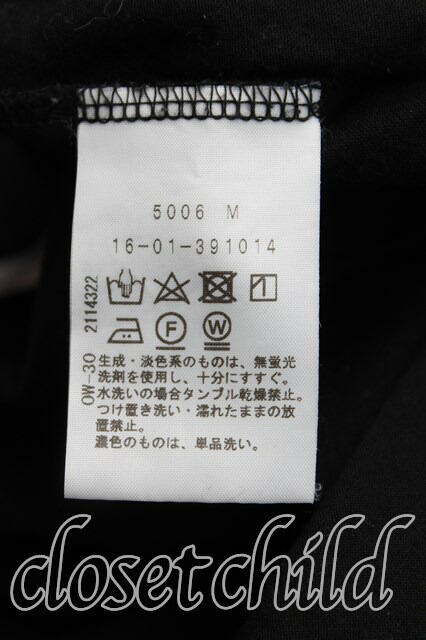 5006 M
16-01-391014
2114322
F
W
OW-30
生成・淡色系のものは、無蛍光
洗剤を使用し、十分にすすぐ。
水洗いの場合タンブル乾燥禁止。
つけ置き洗い・濡れたままの放
置禁止。
濃色のものは、単品洗い。
closet child